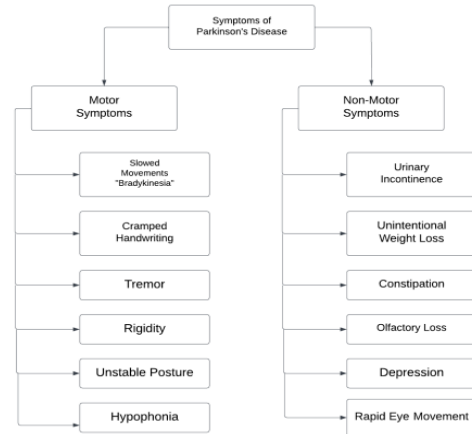 Symptoms of
Parkinson's Disease
Motor
Symptoms
Non-Motor
Symptoms
Slowed
Movements
"Bradykinesia"
Urinary
Incontinence
Cramped
Handwriting
Unintentional
Weight Loss
Tremor
Constipation
Rigidity
Olfactory Loss
Unstable Posture
Depression
Hypophonia
Rapid Eye Movement